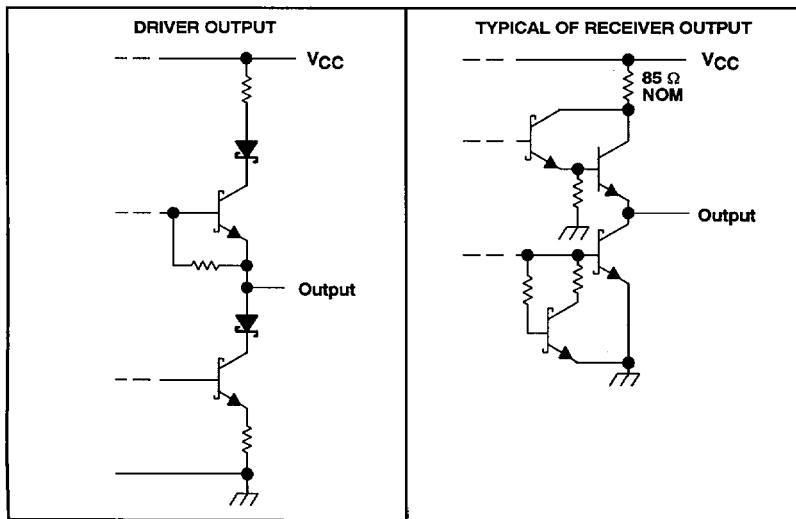 DRIVER OUTPUT
VCC
Output
TYPICAL OF RECEIVER OUTPUT
VCC
85 Ω
NOM
Output